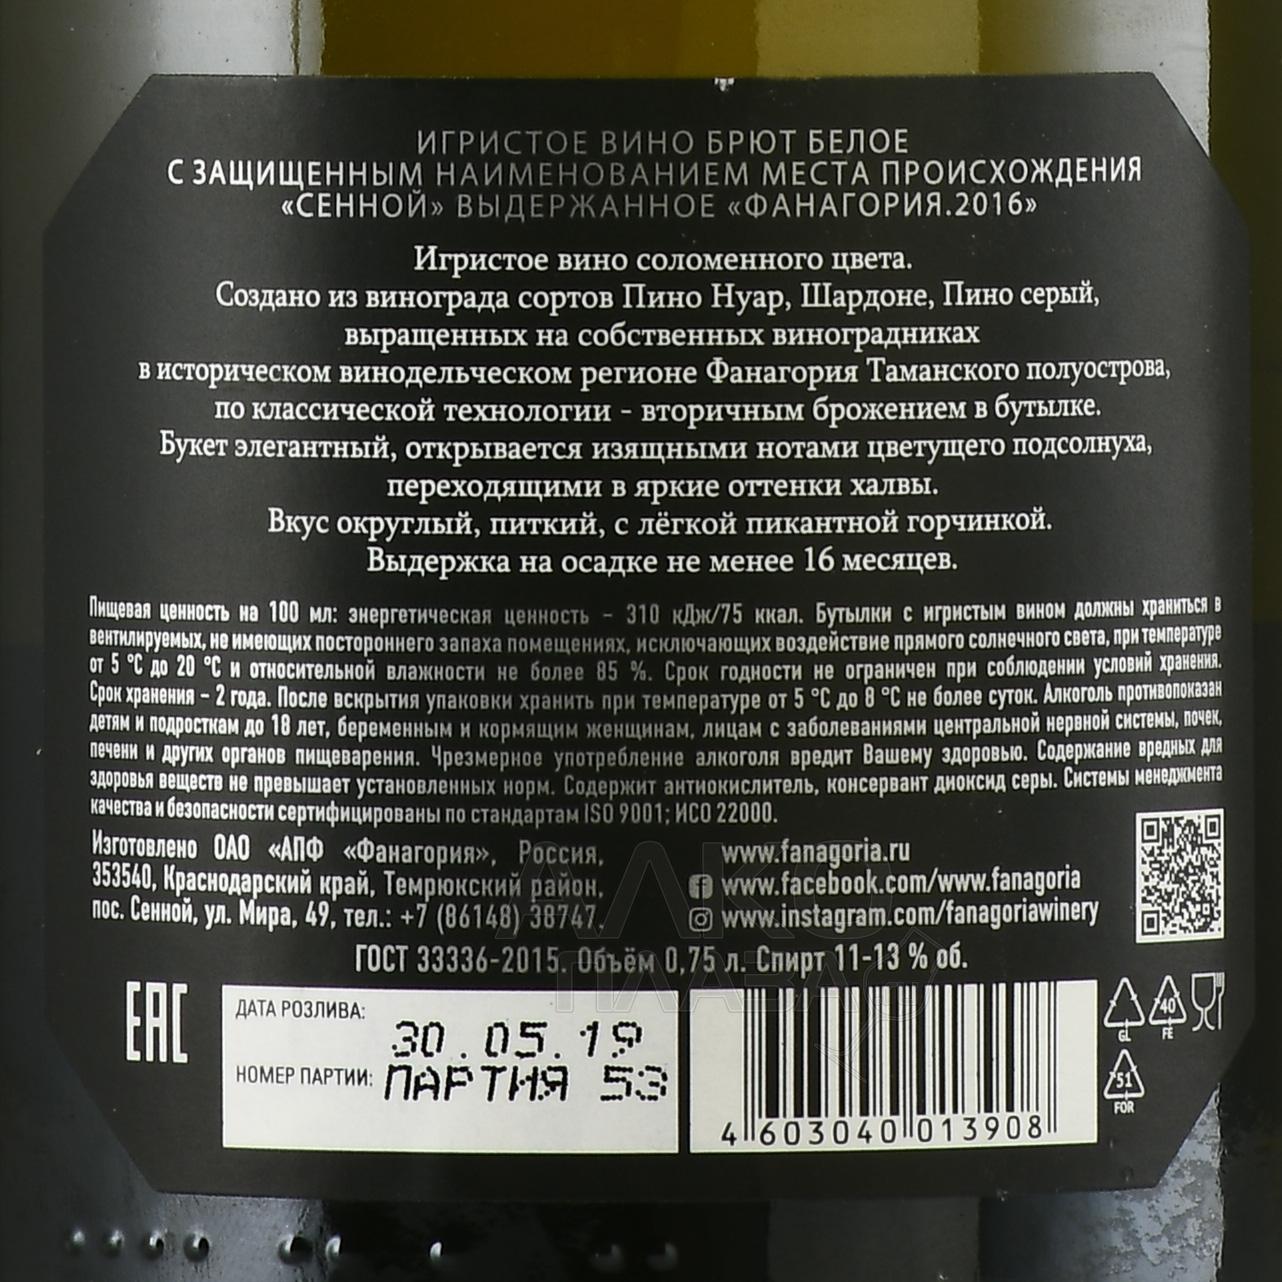 ИГРИСТОЕ ВИНО БРЮТ БЕЛОЕ
С ЗАЩИЩЕННЫМ НАИМЕНОВАНИЕМ МЕСТА ПРОИСХОЖДЕНИЯ
«СЕННОЙ» ВЫДЕРЖАННОЕ «ФАНАГОРИЯ.2016»
Игристое вино соломенного цвета.
Создано из винограда сортов Пино Нуар, Шардоне, Пино серый,
выращенных на собственных виноградниках
в историческом винодельческом регионе Фанагория Таманского полуострова,
по классической технологии - вторичным брожением в бутылке.
Букет элегантный, открывается изящными нотами цветущего подсолнуха,
переходящими в яркие оттенки халвы.
Вкус округлый, питкий, с лёгкой пикантной горчинкой.
Выдержка на осадке не менее 16 месяцев.
Пищевая ценность на 100 мл: энергетическая ценность – 310 кДж/75 ккал. Бутылки с игристым вином должны храниться в
вентилируемых, не имеющих постороннего запаха помещениях, исключающих воздействие прямого солнечного света, при температуре
от 5 °С до 20 °С и относительной влажности не более 85 %. Срок годности не ограничен при соблюдении условий хранения.
Срок хранения – 2 года. После вскрытия упаковки хранить при температуре от 5 °С до 8 °С не более суток. Алкоголь противопоказан
детям и подросткам до 18 лет, беременным и кормящим женщинам, лицам с заболеваниями центральной нервной системы, почек,
печени и других органов пищеварения. Чрезмерное употребление алкоголя вредит Вашему здоровью. Содержание вредных для
здоровья веществ не превышает установленных норм. Содержит антиокислитель, консервант диоксид серы. Системы менеджмента
качества и безопасности сертифицированы по стандартам ISO 9001; ИСО 22000.
Изготовлено ОАО «АПФ «Фанагория», Россия,
353540, Краснодарский край, Темрюкский район,
пос. Сенной, ул. Мира, 49, тел.: +7 (86148) 38747,
www.fanagoria.ru
www.facebook.com/www.fanagoria
www.instagram.com/fanagoriawinery
ГОСТ 33336-2015. Объём 0,75 л. Спирт 11-13 % об.
ЕАС
ДАТА РОЗЛИВА:
30.05.19
НОМЕР ПАРТИИ:
ПАРТИЯ 53
4 603040 013908
GL
40
FE
51
FOR
АЛКО
ПЛАВАС